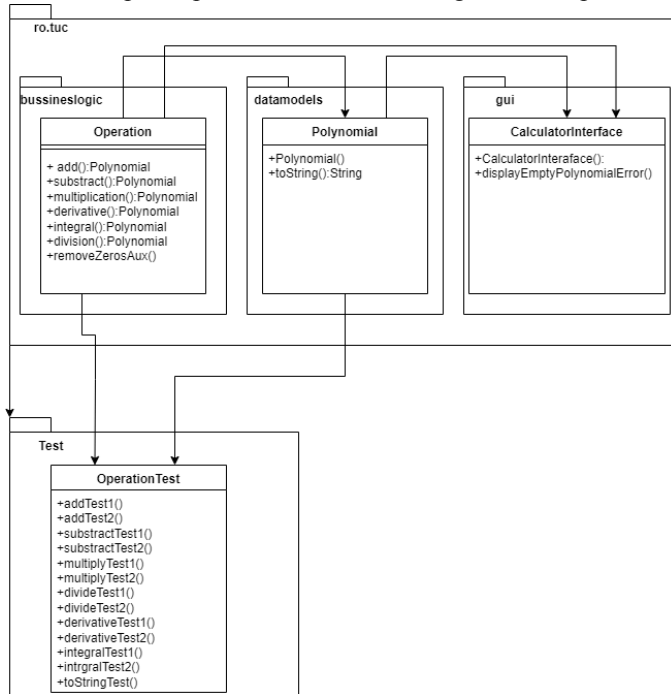 ro.tuc
bussineslogic
datamodels
gui
Operation
+ add():Polynomial
+substract():Polynomial
+multiplication():Polynomial
+derivative():Polynomial
+integral():Polynomial
+division():Polynomial
+removeZerosAux()
Polynomial
+Polynomial()
+toString():String
CalculatorInterface
+CalculatorInteraface():
+displayEmptyPolynomialError()
Test
OperationTest
+addTest1()
+addTest2()
+substractTest1()
+substractTest2()
+multiplyTest1()
+multiplyTest2()
+divideTest1()
+divideTest2()
+derivativeTest1()
+derivativeTest2()
+integralTest1()
+intrgralTest2()
+toStringTest()